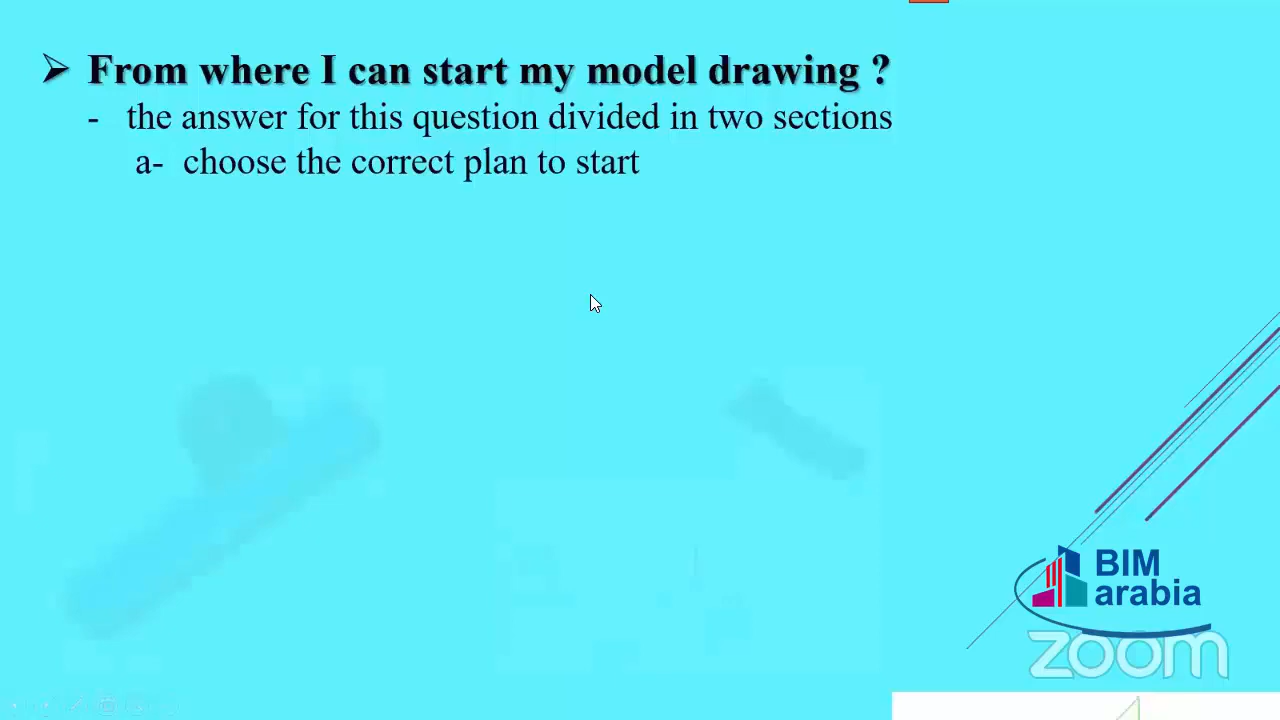 From where I can start my model drawing ?
- the answer for this question divided in two sections
a- choose the correct plan to start
BIM
arabia
zoom